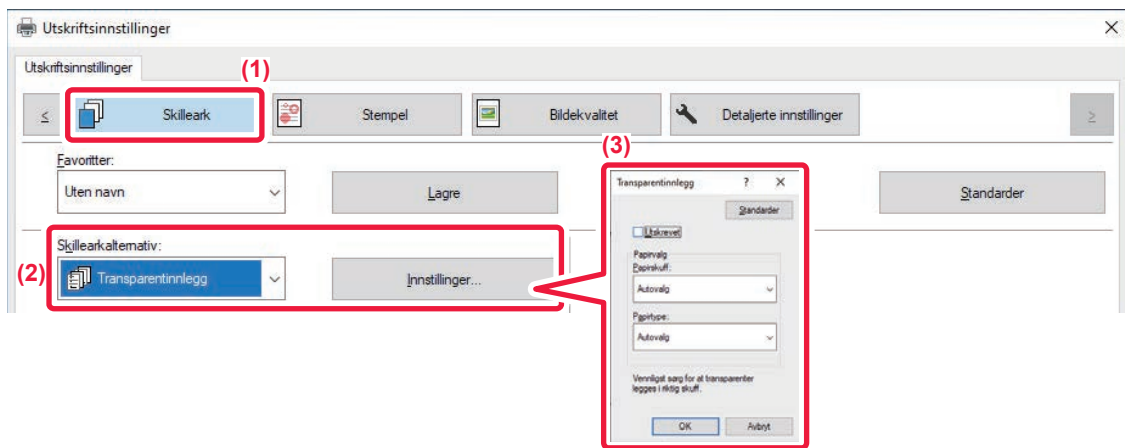 Utskriftsinnstillinger
Utskriftsinnstillinger
(1)
Skilleark
Stempel
Bildekvalitet
Detaljerte innstillinger
Favoritter:
Uten navn
Lagre
Standarder
(2)
Skillearkalternativ:
Transparentinnlegg
Innstillinger...
(3)
Transparentinnlegg
?
Standarder
Utskrevet
Papirvalg
Papirskuff:
Autovalg
Papirtype:
Autovalg
Vennligst sørg for at transparenter
legges i riktig skuff.
OK
Avbryt